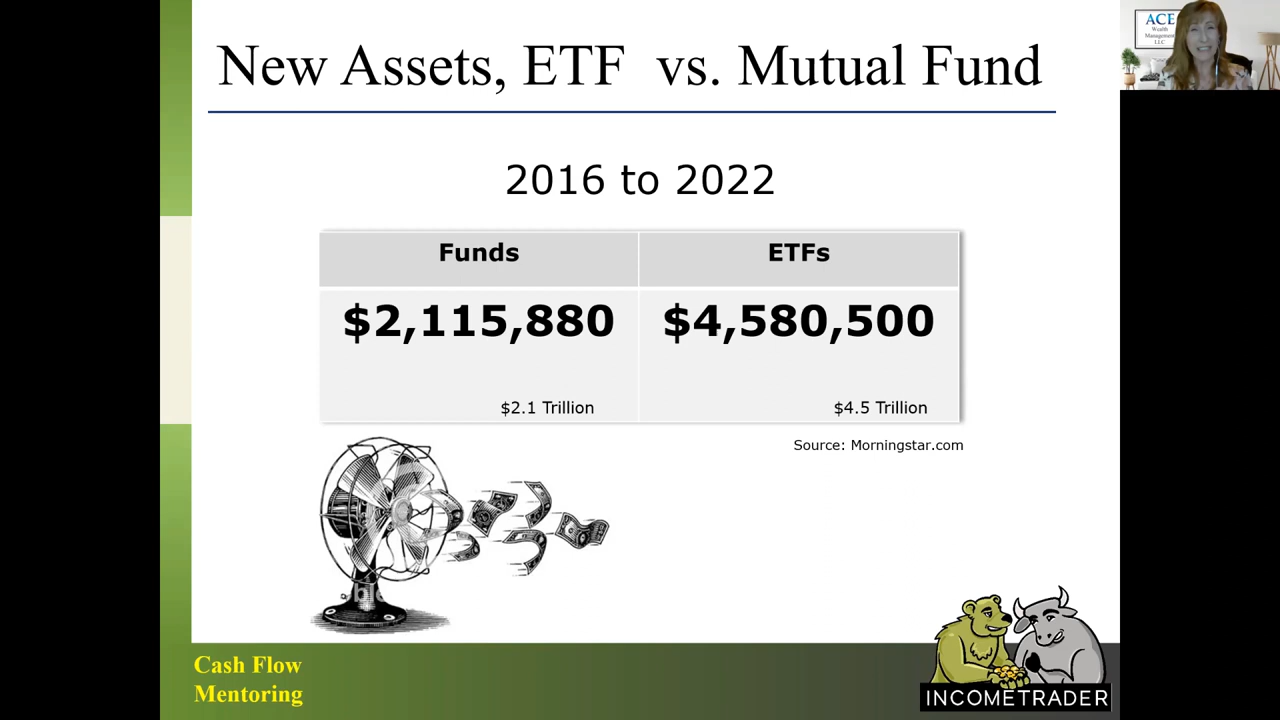 New Assets, ETF vs. Mutual Fund
2016 to 2022
Funds
ETFs
$2,115,880
$4,580,500
$2.1 Trillion
$4.5 Trillion
Source: Morningstar.com
Cash Flow
Mentoring
INCOMETRADER
ACE
Wealth
Management
LLC